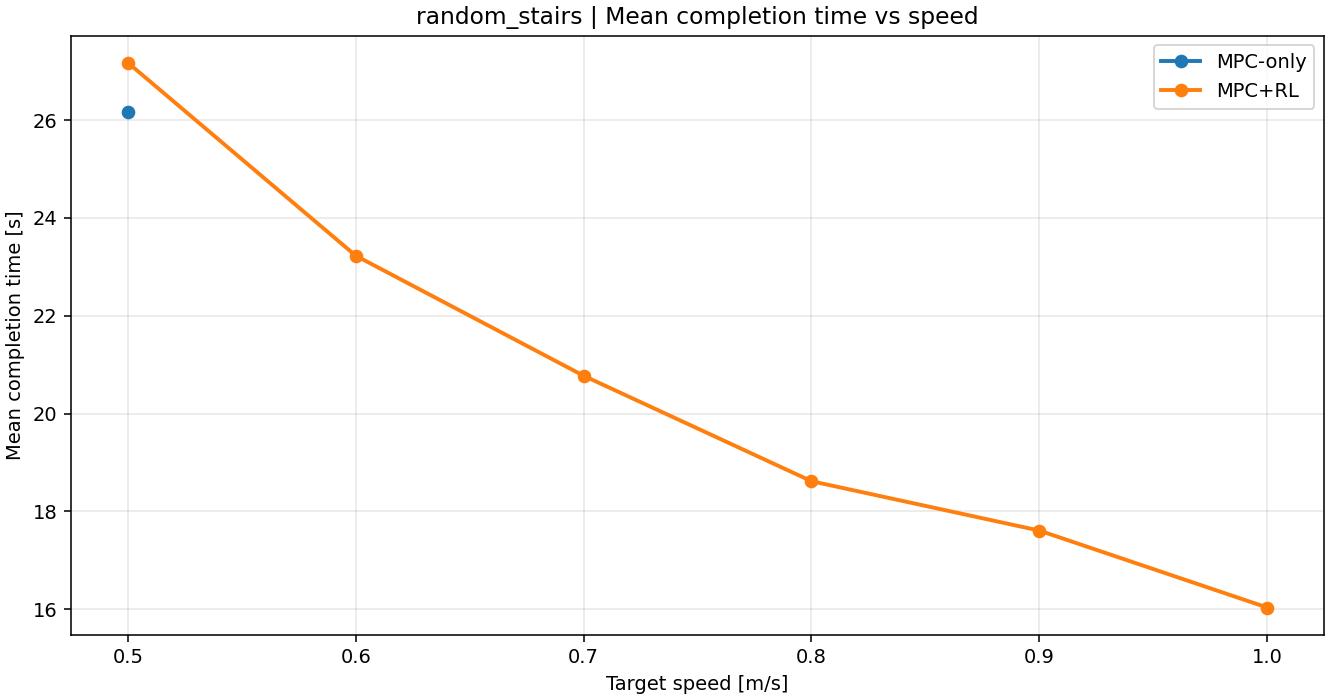 random_stairs | Mean completion time vs speed
MPC-only
MPC+RL
Mean completion time [s]
26
24
22
20
18
16
0.5 0.6 0.7 0.8 0.9 1.0
Target speed [m/s]